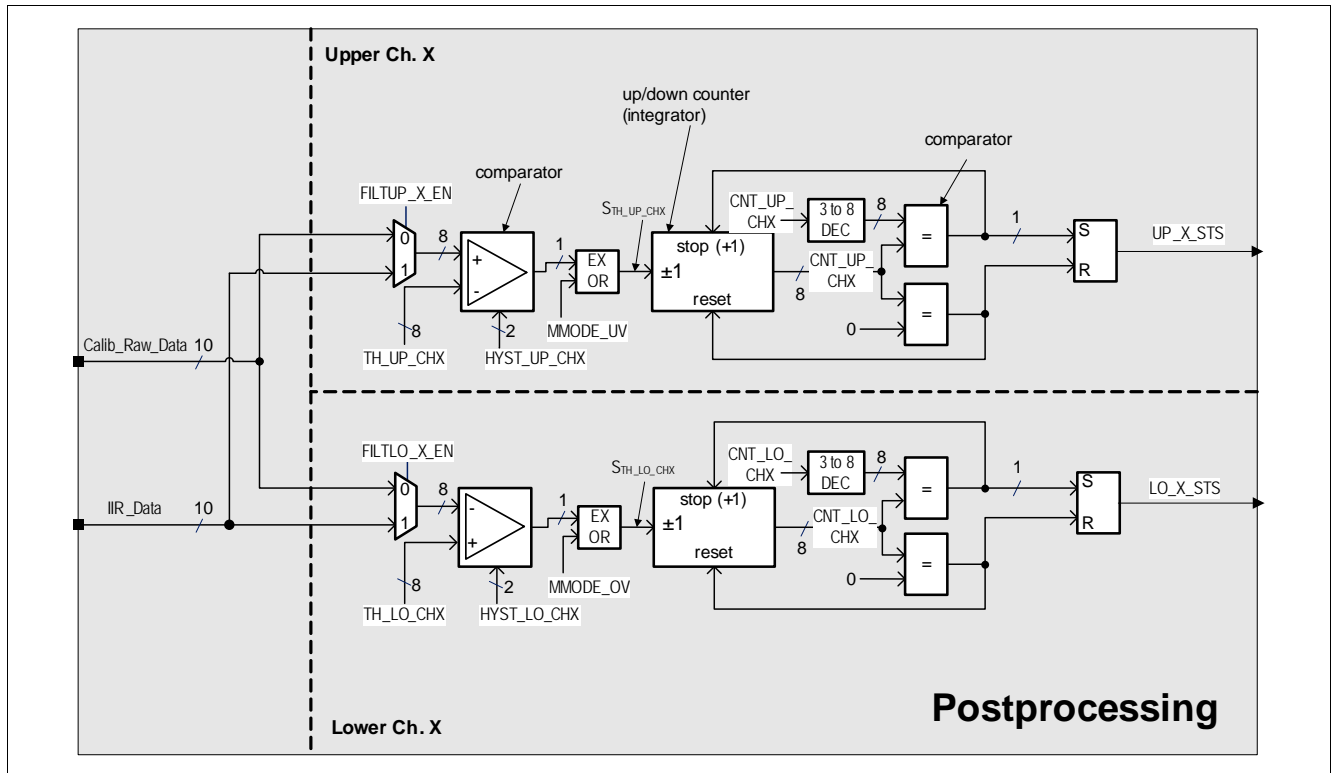 Upper Ch. X
up/down counter
(integrator)
comparator
comparator
FILTUP_X_EN
0
1
8
+
-
8
TH_UP_CHX
2
HYST_UP_CHX
1
EX
OR
MMODE_UV
STH_UP_CHX
stop (+1)
±1
reset
CNT_UP_
CHX
3 to 8
DEC
8
=
8
CNT_UP_
CHX
0
=
1
S
R
UP_X_STS
Calib_Raw_Data
10
IIR_Data
10
FILTLO_X_EN
0
1
8
-
+
8
TH_LO_CHX
2
HYST_LO_CHX
1
EX
OR
MMODE_OV
STH_LO_CHX
stop (+1)
±1
reset
CNT_LO_
CHX
3 to 8
DEC
8
=
8
CNT_LO_
CHX
0
=
1
S
R
LO_X_STS
Lower Ch. X
Postprocessing